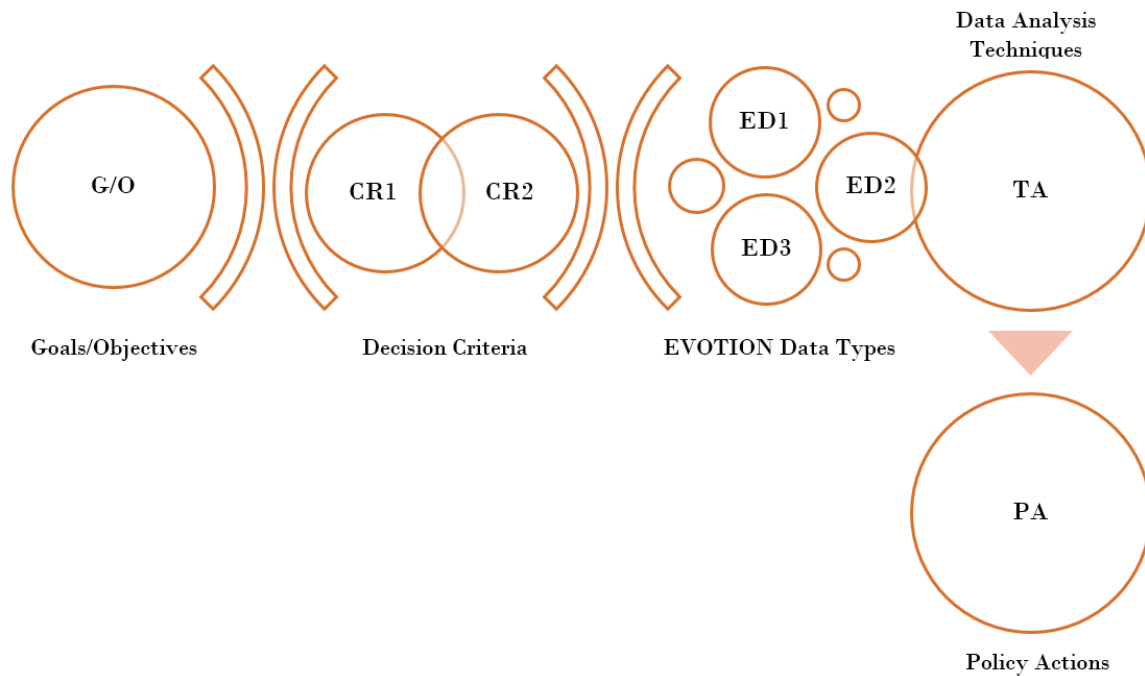 Data Analysis
Techniques
G/O
CR1
CR2
ED1
ED2
ED3
TA
Goals/Objectives
Decision Criteria
EVOTION Data Types
PA
Policy Actions